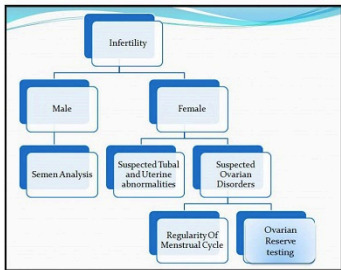 Infertility
Male
Female
Semen Analysis
Suspected Tubal
and Uterine
abnormalities
Suspected
Ovarian
Disorders
Regularity Of
Menstrual Cycle
Ovarian
Reserve
testing